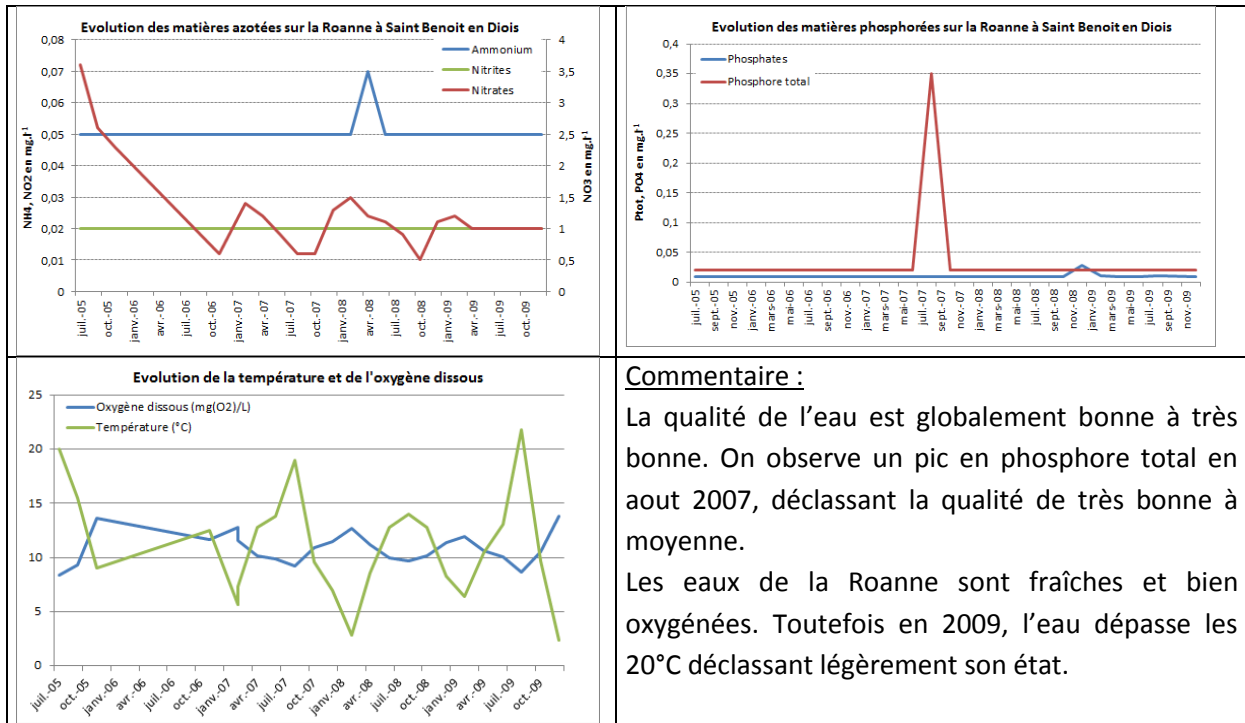 Evolution des matières azotées sur la Roanne à Saint Benoit en Diois
0,08
0,07
0,06
0,05
0,04
0,03
0,02
0,01
0
NH4, NO2 en mg.l-1
4
3,5
3
2,5
2
1,5
1
0,5
0
NO3 en mg.l-1
Ammonium
Nitrites
Nitrates
juil.-05
oct.-05
janv.-06
avr.-06
juil.-06
oct.-06
janv.-07
avr.-07
juil.-07
oct.-07
janv.-08
avr.-08
juil.-08
oct.-08
janv.-09
avr.-09
juil.-09
oct.-09
Evolution des matières phosphorées sur la Roanne à Saint Benoit en Diois
0,4
0,35
0,3
0,25
0,2
0,15
0,1
0,05
0
Ptot, PO4 en mg.l-1
Phosphates
Phosphore total
juil.-05
sept.-05
nov.-05
janv.-06
mars-06
mai-06
juil.-06
sept.-06
nov.-06
janv.-07
mars-07
mai-07
juil.-07
sept.-07
nov.-07
janv.-08
mars-08
mai-08
juil.-08
sept.-08
nov.-08
janv.-09
mars-09
mai-09
juil.-09
sept.-09
nov.-09
Evolution de la température et de l'oxygène dissous
25
20
15
10
5
0
Oxygène dissous (mg(O2)/L)
Température (°C)
juil.-05
oct.-05
janv.-06
avr.-06
juil.-06
oct.-06
janv.-07
avr.-07
juil.-07
oct.-07
janv.-08
avr.-08
juil.-08
oct.-08
janv.-09
avr.-09
juil.-09
oct.-09
Commentaire :
La qualité de l’eau est globalement bonne à très
bonne. On observe un pic en phosphore total en
aout 2007, déclassant la qualité de très bonne à
moyenne.
Les eaux de la Roanne sont fraîches et bien
oxygénées. Toutefois en 2009, l’eau dépasse les
20°C déclassant légèrement son état.